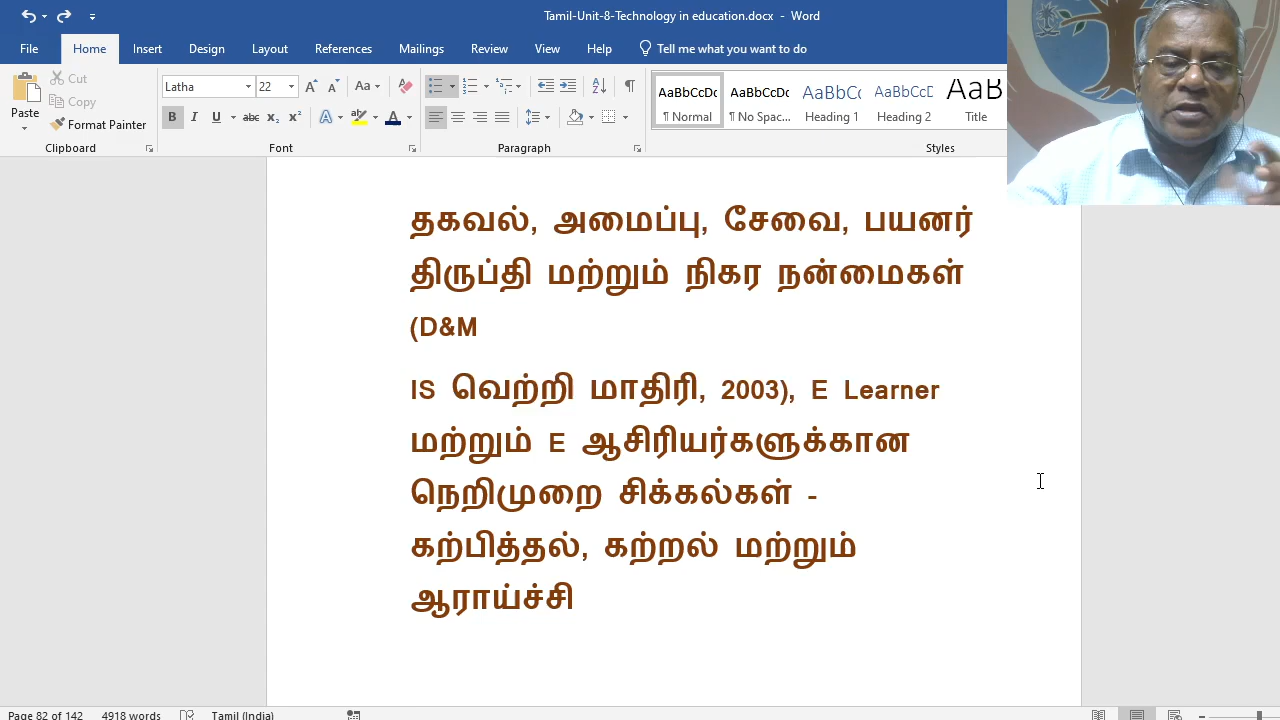 Tamil-Unit-8-Technology in education.docx - Word
File Home Insert Design Layout References Mailings Review View Help Tell me what you want to do
Paste
Cut
Copy
Format Painter
Clipboard
Latha 22
Font
Paragraph
AaBbCcDc AaBbCcDc AaBbCc AaBbCcD AaB
¶ Normal ¶ No Spac... Heading 1 Heading 2 Title
Styles
தகவல், அமைப்பு, சேவை, பயனர்
திருப்தி மற்றும் நிகர நன்மைகள்
(D&M
IS வெற்றி மாதிரி, 2003), E Learner
மற்றும் E ஆசிரியர்களுக்கான
நெறிமுறை சிக்கல்கள் -
கற்பித்தல், கற்றல் மற்றும்
ஆராய்ச்சி
Page 82 of 142 4918 words Tamil (India)